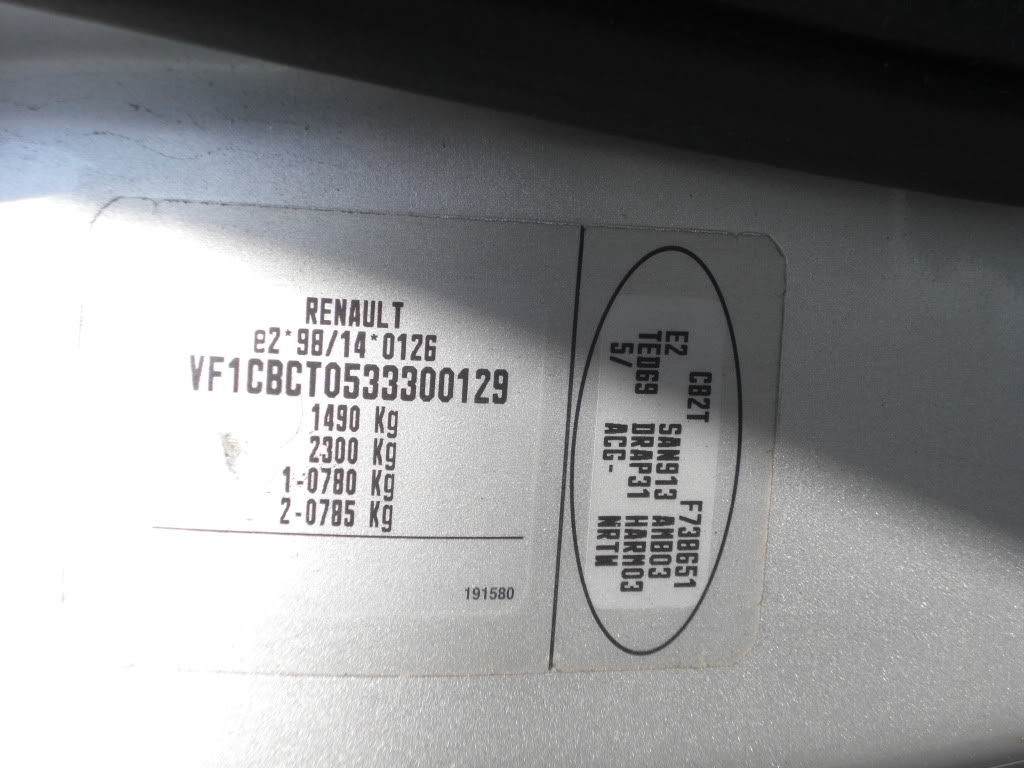 RENAULT
e2*98/14*0126
VF1CBCT0533300129
1490 Kg
2300 Kg
1-0780 Kg
2-0785 Kg
191580
CB2T F738651
E2 SAN913 AMB03
TED69 DRAP31 HARM03
5/ ACG- NRTW